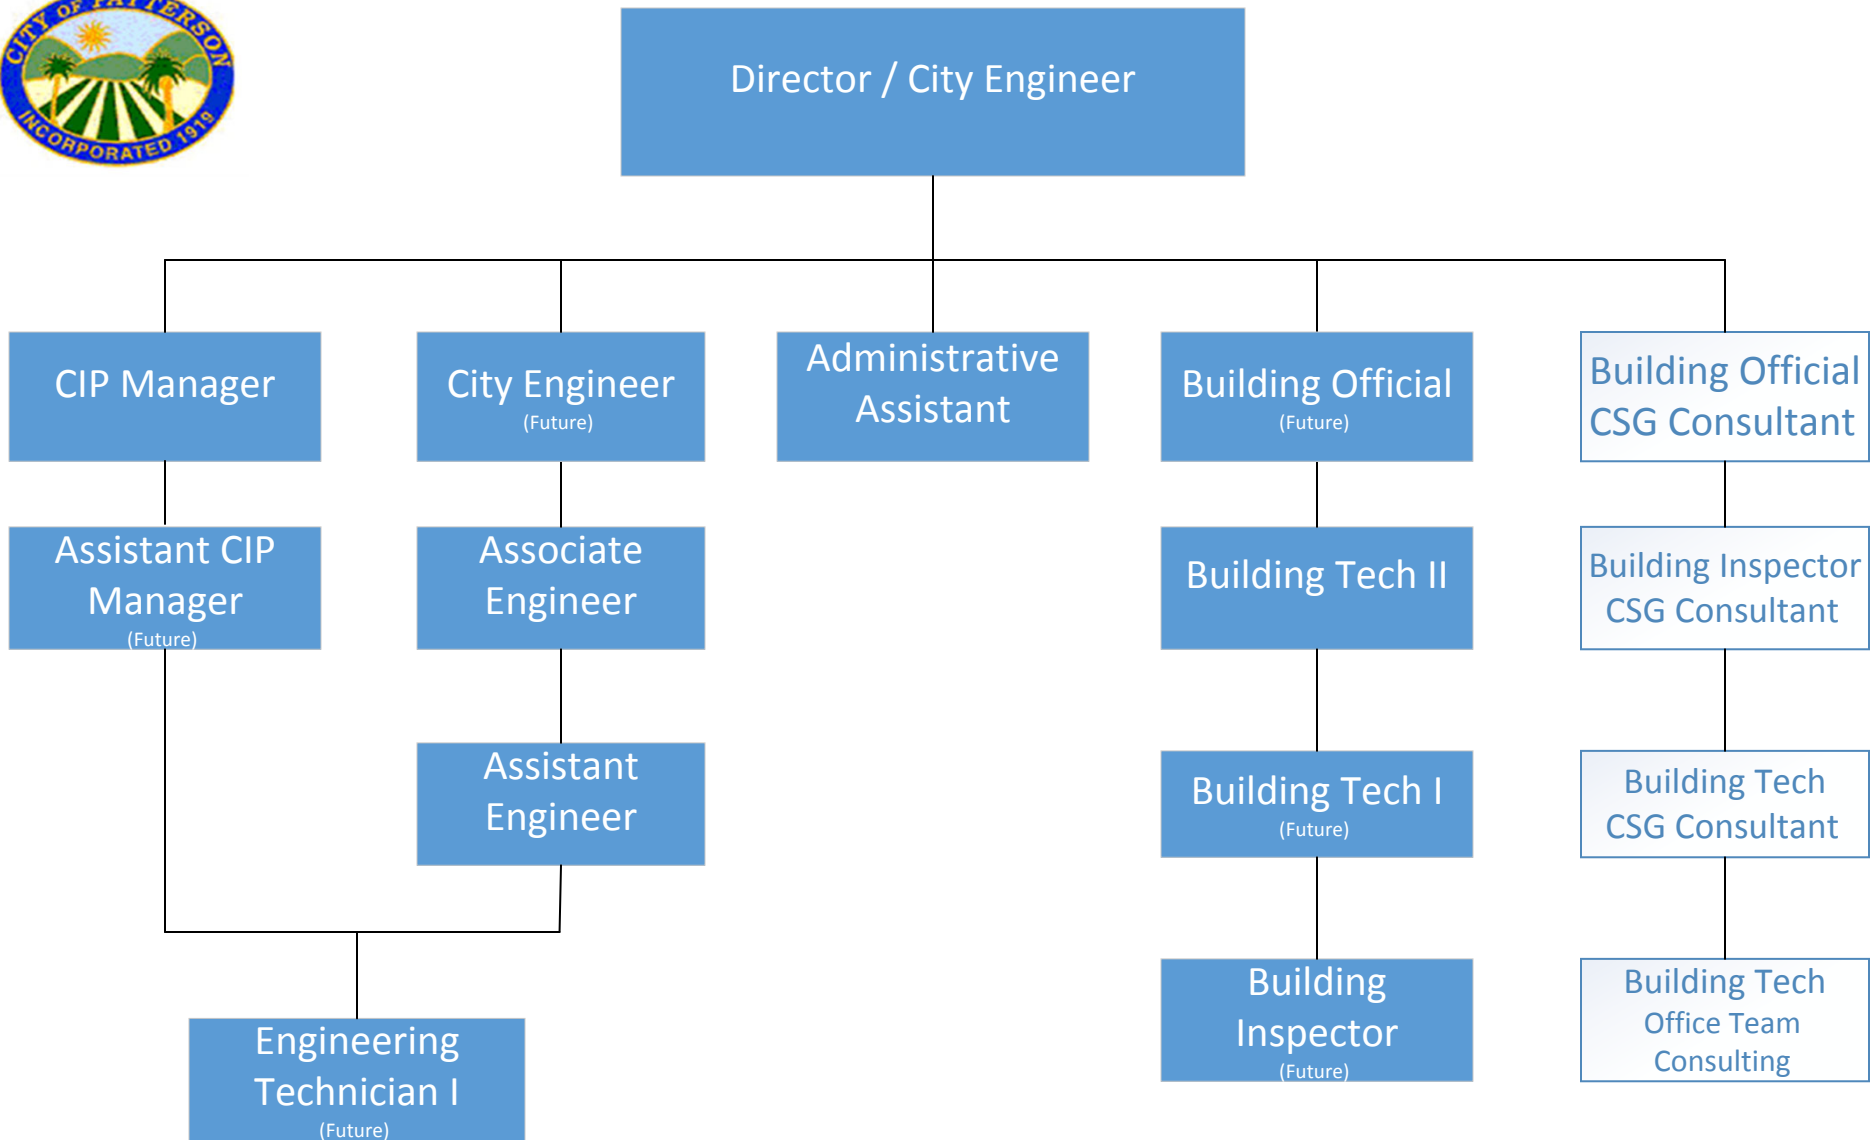 CITY OF PATTERSON
INCORPORATED 1919
Director / City Engineer
CIP Manager
City Engineer
(Future)
Administrative
Assistant
Building Official
(Future)
Building Official
CSG Consultant
Assistant CIP
Manager
(Future)
Associate
Engineer
Building Tech II
Building Inspector
CSG Consultant
Assistant
Engineer
Building Tech I
(Future)
Building Tech
CSG Consultant
Engineering
Technician I
(Future)
Building
Inspector
(Future)
Building Tech
Office Team
Consulting